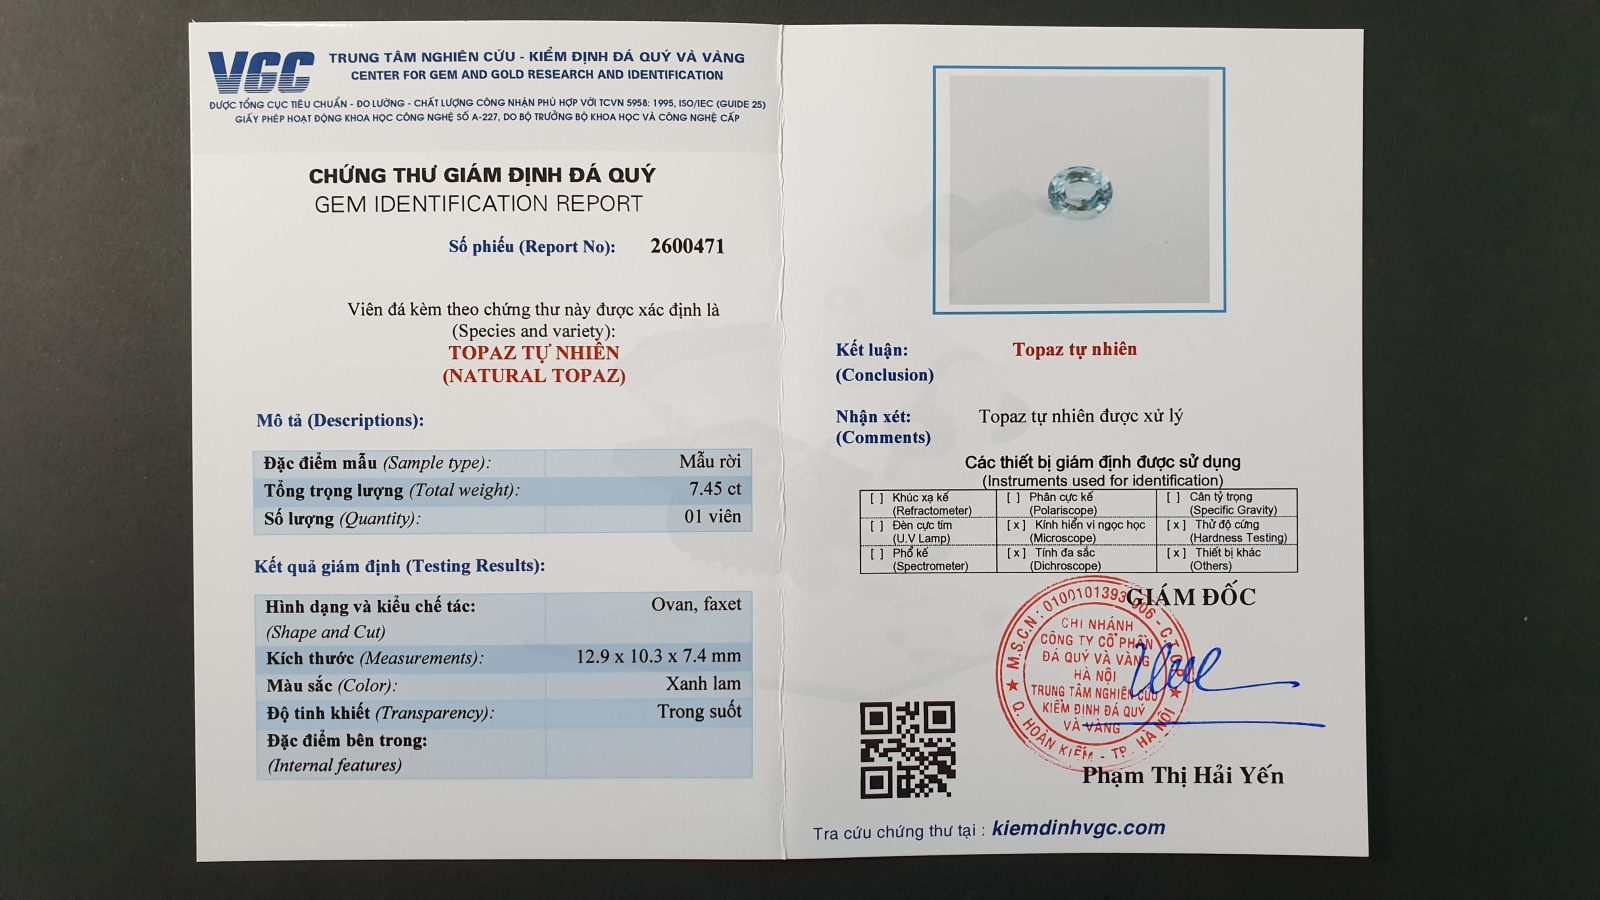 VGC
TRUNG TÂM NGHIÊN CỨU - KIỂM ĐỊNH ĐÁ QUÝ VÀ VÀNG
CENTER FOR GEM AND GOLD RESEARCH AND IDENTIFICATION
ĐƯỢC TỔNG CỤC TIÊU CHUẨN - ĐO LƯỜNG - CHẤT LƯỢNG CÔNG NHẬN PHÙ HỢP VỚI TCVN 5958: 1995, ISO/IEC (GUIDE 25)
GIẤY PHÉP HOẠT ĐỘNG KHOA HỌC CÔNG NGHỆ SỐ A-227, DO BỘ TRƯỞNG BỘ KHOA HỌC VÀ CÔNG NGHỆ CẤP
CHỨNG THƯ GIÁM ĐỊNH ĐÁ QUÝ
GEM IDENTIFICATION REPORT
Số phiếu (Report No): 2600471
Viên đá kèm theo chứng thư này được xác định là
(Species and variety):
TOPAZ TỰ NHIÊN
(NATURAL TOPAZ)
Mô tả (Descriptions):
Đặc điểm mẫu (Sample type): Mẫu rời
Tổng trọng lượng (Total weight): 7.45 ct
Số lượng (Quantity): 01 viên
Kết quả giám định (Testing Results):
Hình dạng và kiểu chế tác: Ovan, faxet
(Shape and Cut)
Kích thước (Measurements): 12.9 x 10.3 x 7.4 mm
Màu sắc (Color): Xanh lam
Độ tinh khiết (Transparency): Trong suốt
Đặc điểm bên trong:
(Internal features)
Kết luận: Topaz tự nhiên
(Conclusion)
Nhận xét: Topaz tự nhiên được xử lý
(Comments)
Các thiết bị giám định được sử dụng
(Instruments used for identification)
[ ] Khúc xạ kế [ ] Phân cực kế [ ] Cân tỷ trọng
(Refractometer) (Polariscope) (Specific Gravity)
[ ] Đèn cực tím [x] Kính hiển vi ngọc học [x] Thử độ cứng
(U.V Lamp) (Microscope) (Hardness Testing)
[ ] Phổ kế [x] Tính đa sắc [x] Thiết bị khác
(Spectrometer) (Dichroscope) (Others)
GIÁM ĐỐC
M.S.C.N: 0100101393-006 - C.T.C.P
CHI NHÁNH
CÔNG TY CỔ PHẦN
ĐÁ QUÝ VÀ VÀNG
HÀ NỘI
TRUNG TÂM NGHIÊN CỨU
KIỂM ĐỊNH ĐÁ QUÝ
VÀ VÀNG
Q. HOÀN KIẾM - TP. HÀ NỘI
Phạm Thị Hải Yến
Tra cứu chứng thư tại : kiemdinhvgc.com